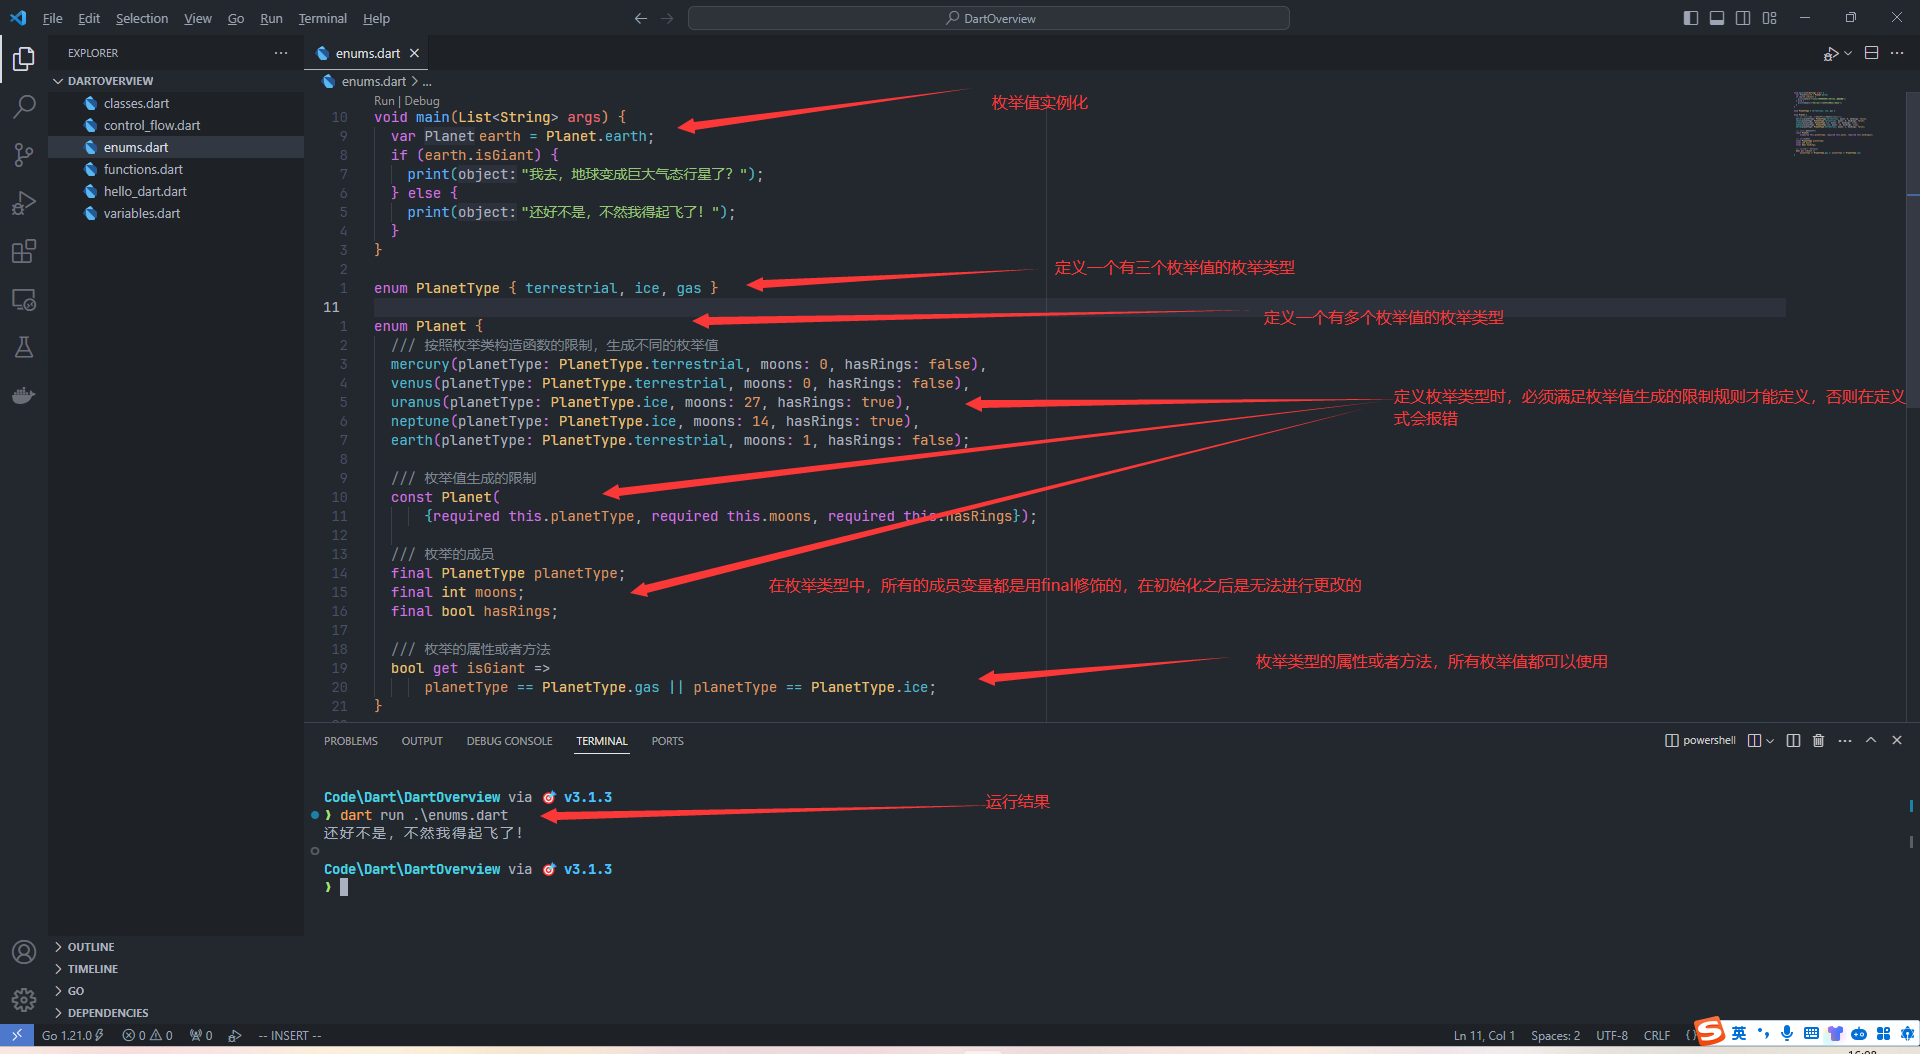 File Edit Selection View Go Run Terminal Help
DartOverview
EXPLORER
DARTOVERVIEW
classes.dart
control_flow.dart
enums.dart
functions.dart
hello_dart.dart
variables.dart
OUTLINE
TIMELINE
GO
DEPENDENCIES
enums.dart
enums.dart > ...
Run | Debug
10 void main(List<String> args) {
枚举值实例化
9 var Planet earth = Planet.earth;
8 if (earth.isGiant) {
7 print(object: "我去，地球变成巨大气态行星了？");
6 } else {
5 print(object: "还好不是，不然我得起飞了！");
4 }
3 }
2
定义一个有三个枚举值的枚举类型
1 enum PlanetType { terrestrial, ice, gas }
11
定义一个有多个枚举值的枚举类型
1 enum Planet {
2 /// 按照枚举类构造函数的限制，生成不同的枚举值
3 mercury(planetType: PlanetType.terrestrial, moons: 0, hasRings: false),
4 venus(planetType: PlanetType.terrestrial, moons: 0, hasRings: false),
5 uranus(planetType: PlanetType.ice, moons: 27, hasRings: true),
定义枚举类型时，必须满足枚举值生成的限制规则才能定义，否则在定义
式会报错
6 neptune(planetType: PlanetType.ice, moons: 14, hasRings: true),
7 earth(planetType: PlanetType.terrestrial, moons: 1, hasRings: false);
8
9 /// 枚举值生成的限制
10 const Planet(
11 {required this.planetType, required this.moons, required this.hasRings});
12
13 /// 枚举的成员
14 final PlanetType planetType;
在枚举类型中，所有的成员变量都是用final修饰的，在初始化之后是无法进行更改的
15 final int moons;
16 final bool hasRings;
17
18 /// 枚举的属性或者方法
枚举类型的属性或者方法，所有枚举值都可以使用
19 bool get isGiant =>
20 planetType == PlanetType.gas || planetType == PlanetType.ice;
21 }
PROBLEMS OUTPUT DEBUG CONSOLE TERMINAL PORTS
powershell
Code\Dart\DartOverview via 🎯 v3.1.3
运行结果
❯ dart run .\enums.dart
还好不是，不然我得起飞了！
Code\Dart\DartOverview via 🎯 v3.1.3
❯
Go 1.21.0 0 0 0 -- INSERT --
Ln 11, Col 1 Spaces: 2 UTF-8 CRLF {
S 英